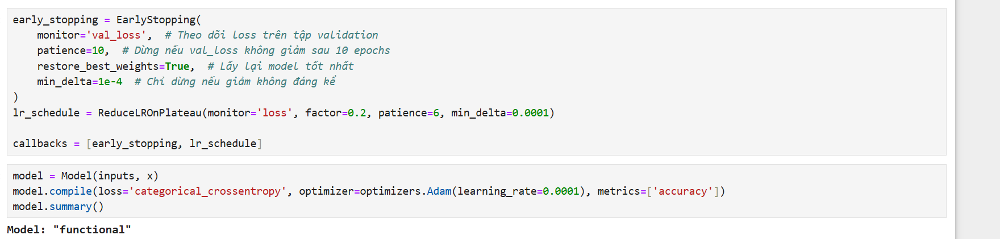 early_stopping = EarlyStopping(
    monitor='val_loss',  # Theo dõi loss trên tập validation
    patience=10,  # Dừng nếu val_loss không giảm sau 10 epochs
    restore_best_weights=True,  # Lấy lại model tốt nhất
    min_delta=1e-4  # Chỉ dừng nếu giảm không đáng kể
)
lr_schedule = ReduceLROnPlateau(monitor='loss', factor=0.2, patience=6, min_delta=0.0001)
callbacks = [early_stopping, lr_schedule]
model = Model(inputs, x)
model.compile(loss='categorical_crossentropy', optimizer=optimizers.Adam(learning_rate=0.0001), metrics=['accuracy'])
model.summary()
Model: "functional"